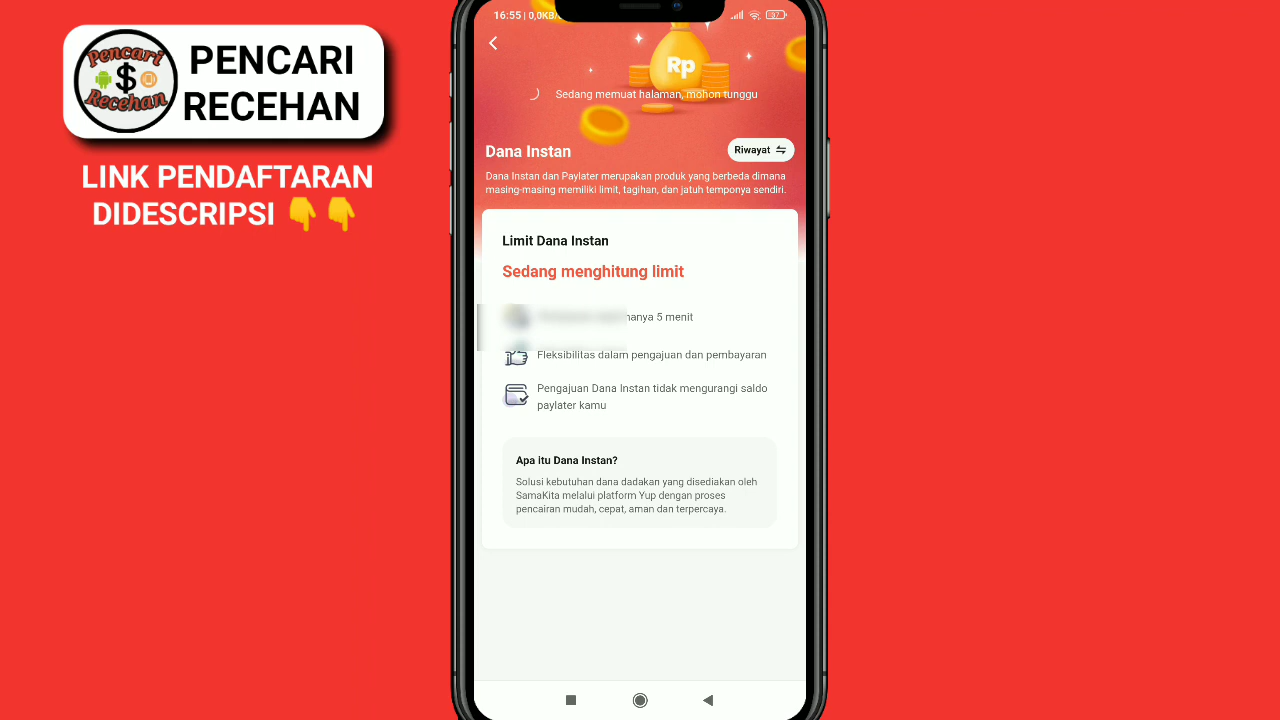 Pencari
$
Recehan
PENCARI
RECEHAN
LINK PENDAFTARAN
DIDESCRIPSI 👇👇
16:55 | 0,0KB/
Rp
Sedang memuat halaman, mohon tunggu
Dana Instan
Riwayat
Dana Instan dan Paylater merupakan produk yang berbeda dimana
masing-masing memiliki limit, tagihan, dan jatuh temponya sendiri.
Limit Dana Instan
Sedang menghitung limit
hanya 5 menit
Fleksibilitas dalam pengajuan dan pembayaran
Pengajuan Dana Instan tidak mengurangi saldo
paylater kamu
Apa itu Dana Instan?
Solusi kebutuhan dana dadakan yang disediakan oleh
SamaKita melalui platform Yup dengan proses
pencairan mudah, cepat, aman dan terpercaya.